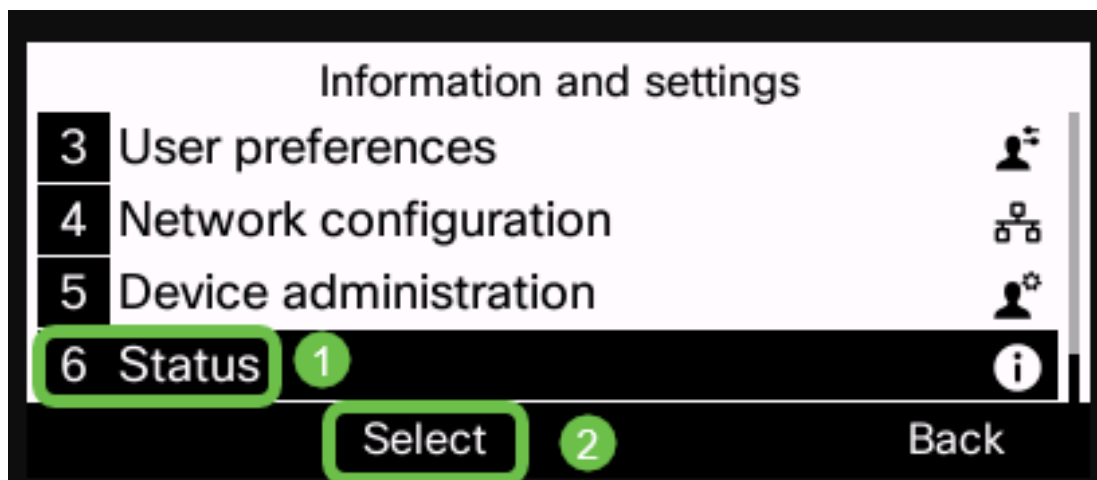 Information and settings
3 User preferences
4 Network configuration
5 Device administration
6 Status 1
Select 2 Back